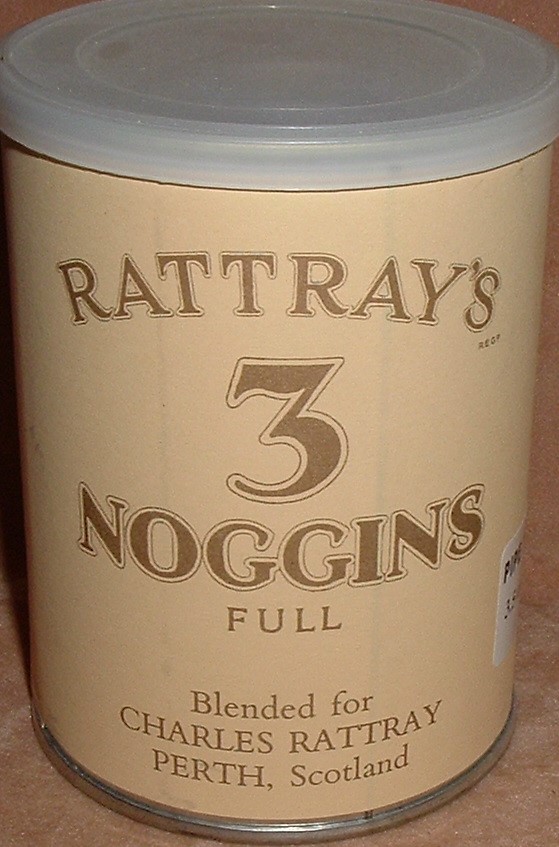 RATTRAY'S
REGD
3
NOGGINS
FULL
Blended for
CHARLES RATTRAY
PERTH, Scotland